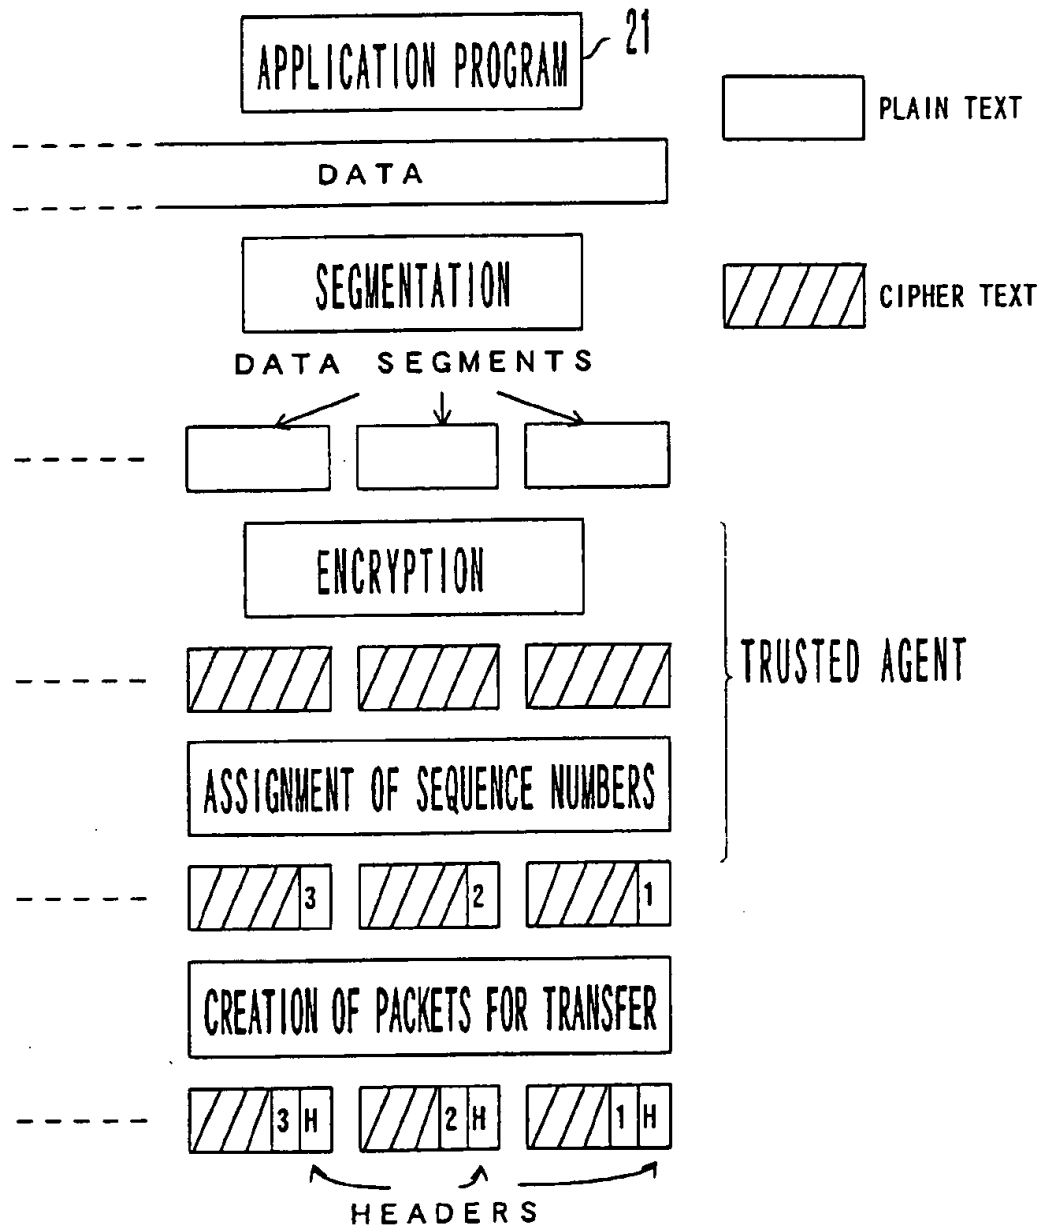 APPLICATION PROGRAM
21
PLAIN TEXT
DATA
SEGMENTATION
CIPHER TEXT
DATA SEGMENTS
ENCRYPTION
TRUSTED AGENT
ASSIGNMENT OF SEQUENCE NUMBERS
3 2 1
CREATION OF PACKETS FOR TRANSFER
3 H 2 H 1 H
HEADERS